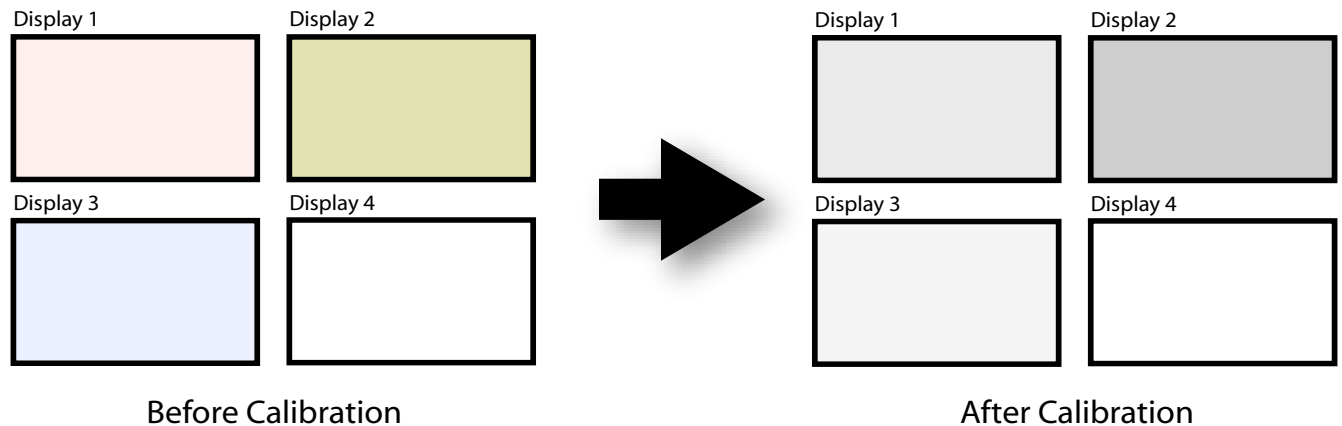 Display 1
Display 2
Display 3
Display 4
Before Calibration
Display 1
Display 2
Display 3
Display 4
After Calibration